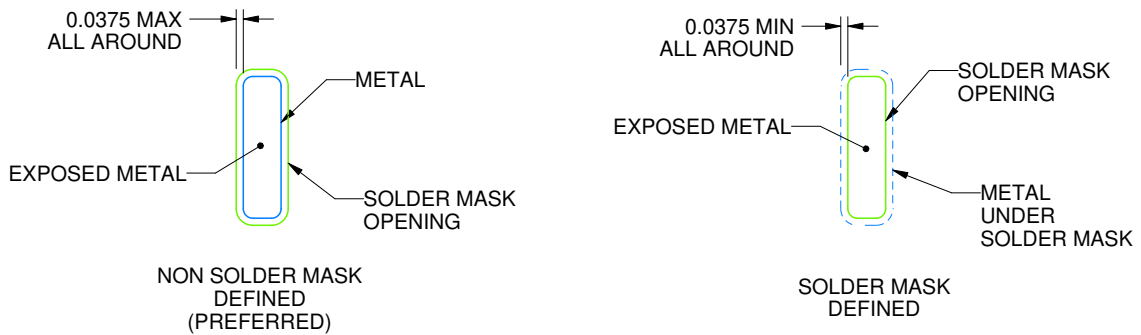 0.0375 MAX
ALL AROUND
METAL
EXPOSED METAL
SOLDER MASK
OPENING
NON SOLDER MASK
DEFINED
(PREFERRED)
0.0375 MIN
ALL AROUND
SOLDER MASK
OPENING
EXPOSED METAL
METAL
UNDER
SOLDER MASK
SOLDER MASK
DEFINED